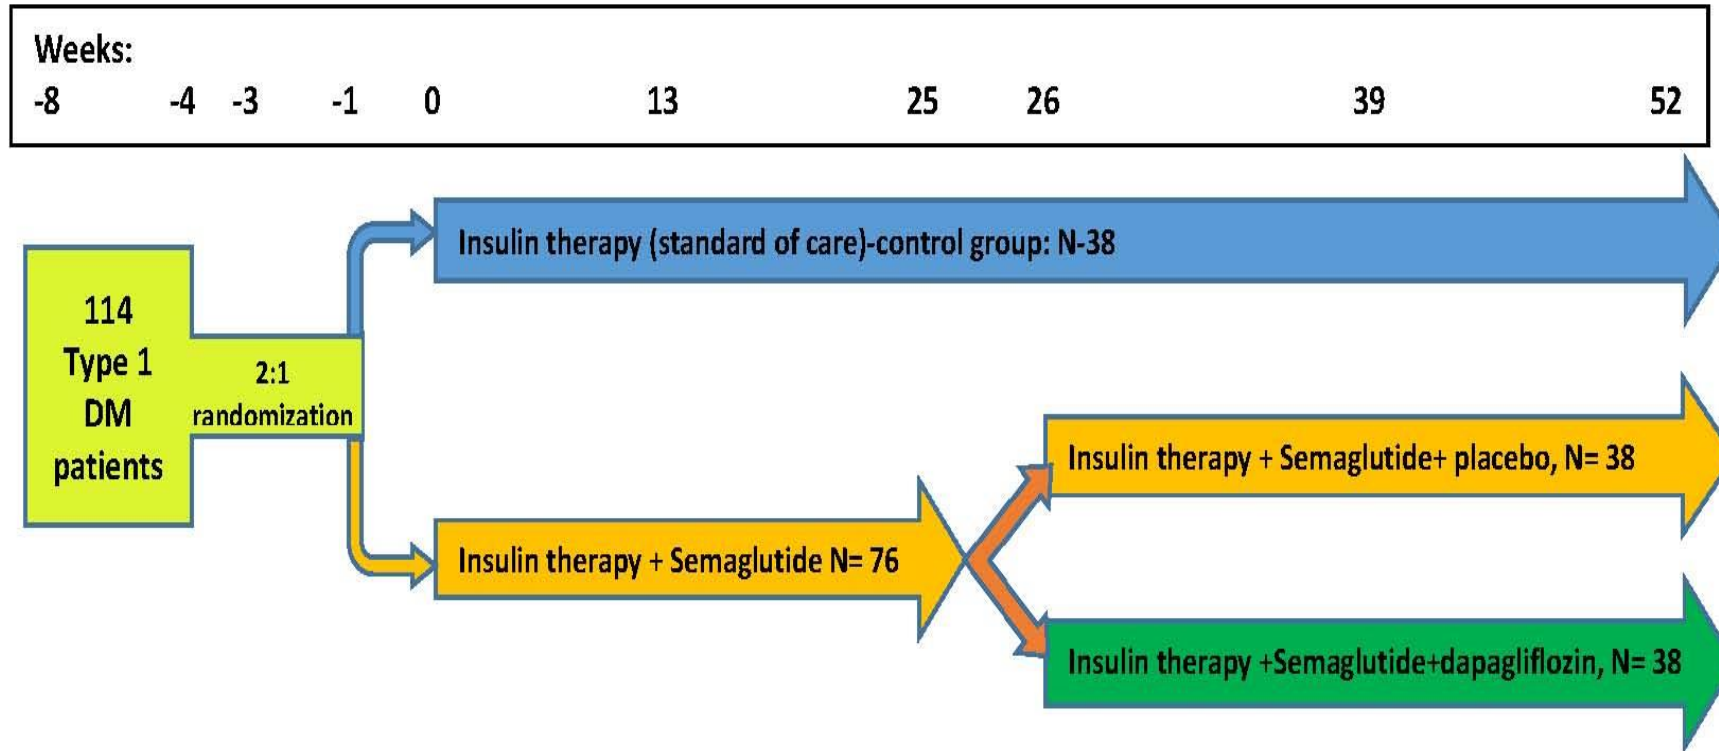 Weeks:
-8 -4 -3 -1 0 13 25 26 39 52
Insulin therapy (standard of care)-control group: N-38
114
Type 1
DM
patients
2:1
randomization
Insulin therapy + Semaglutide N= 76
Insulin therapy + Semaglutide+ placebo, N= 38
Insulin therapy +Semaglutide+dapagliflozin, N= 38